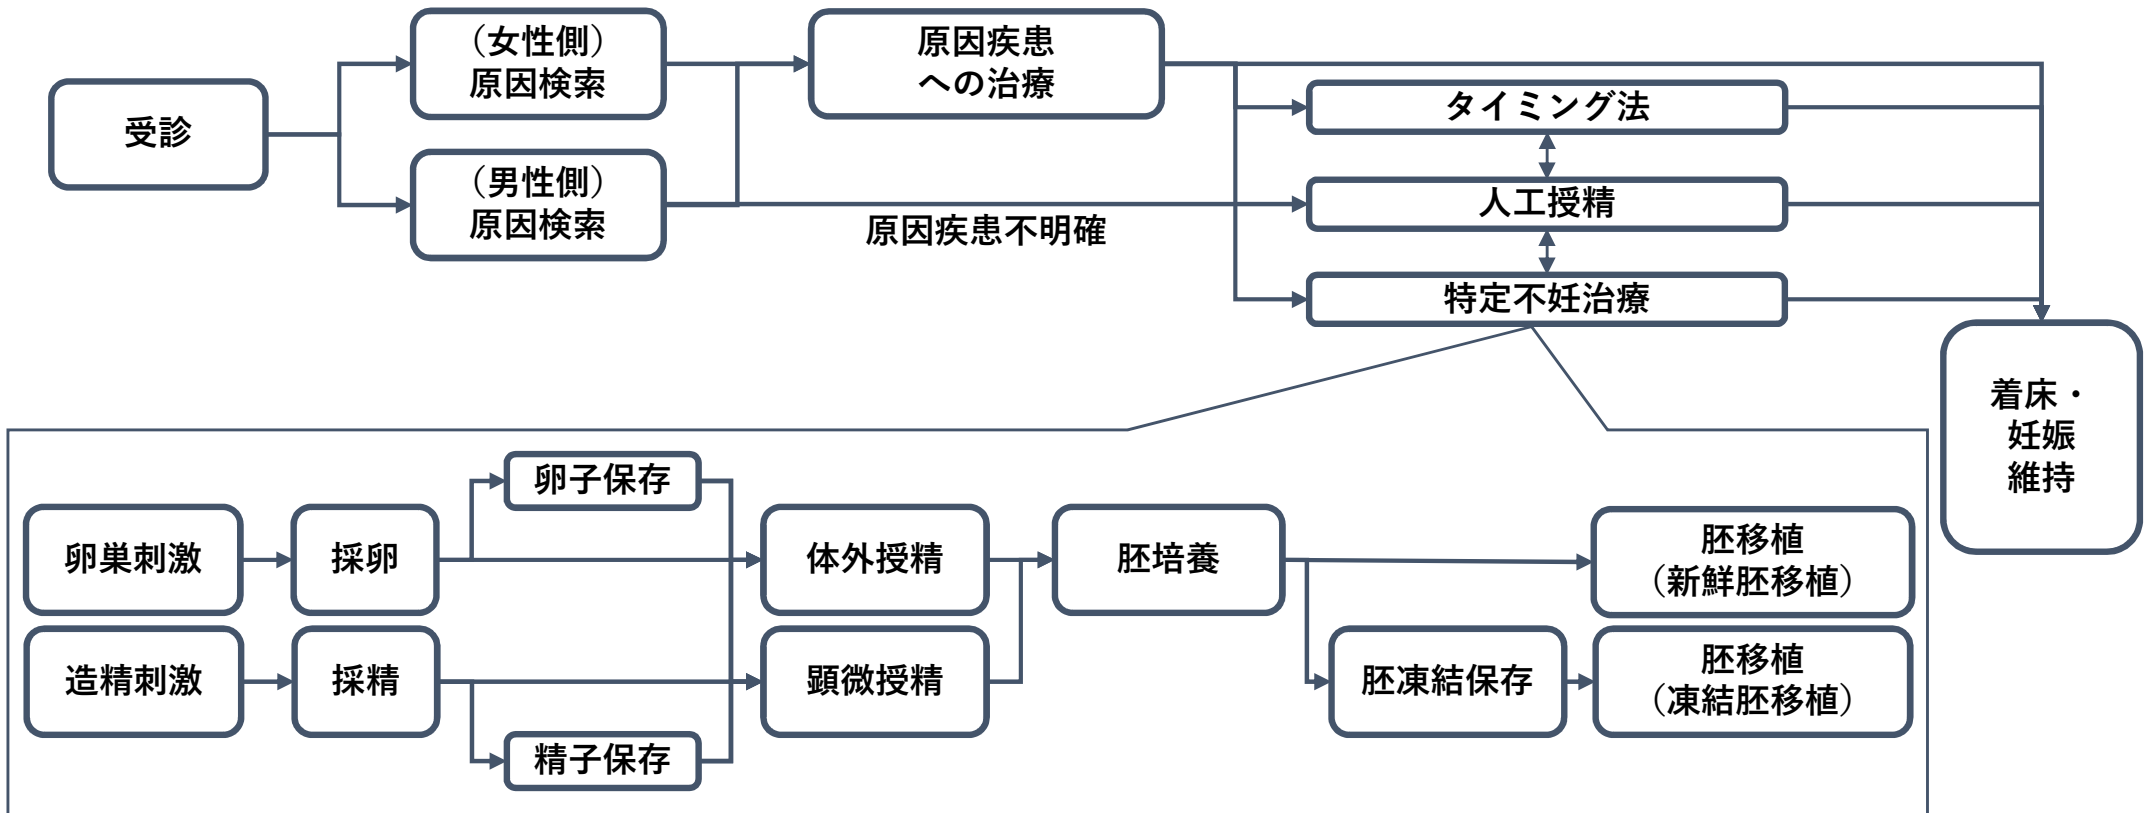 受診
（女性側）
原因検索
（男性側）
原因検索
原因疾患
への治療
原因疾患不明確
タイミング法
人工授精
特定不妊治療
着床・
妊娠
維持
卵巣刺激
採卵
卵子保存
体外授精
胚培養
胚移植
（新鮮胚移植）
造精刺激
採精
精子保存
顕微授精
胚凍結保存
胚移植
（凍結胚移植）